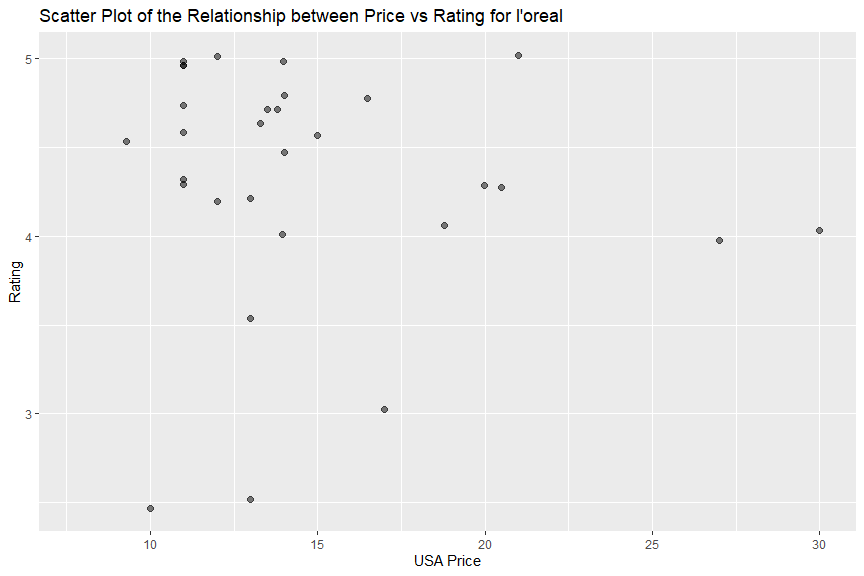 Scatter Plot of the Relationship between Price vs Rating for l'oreal
5
4
3
Rating
10 15 20 25 30
USA Price